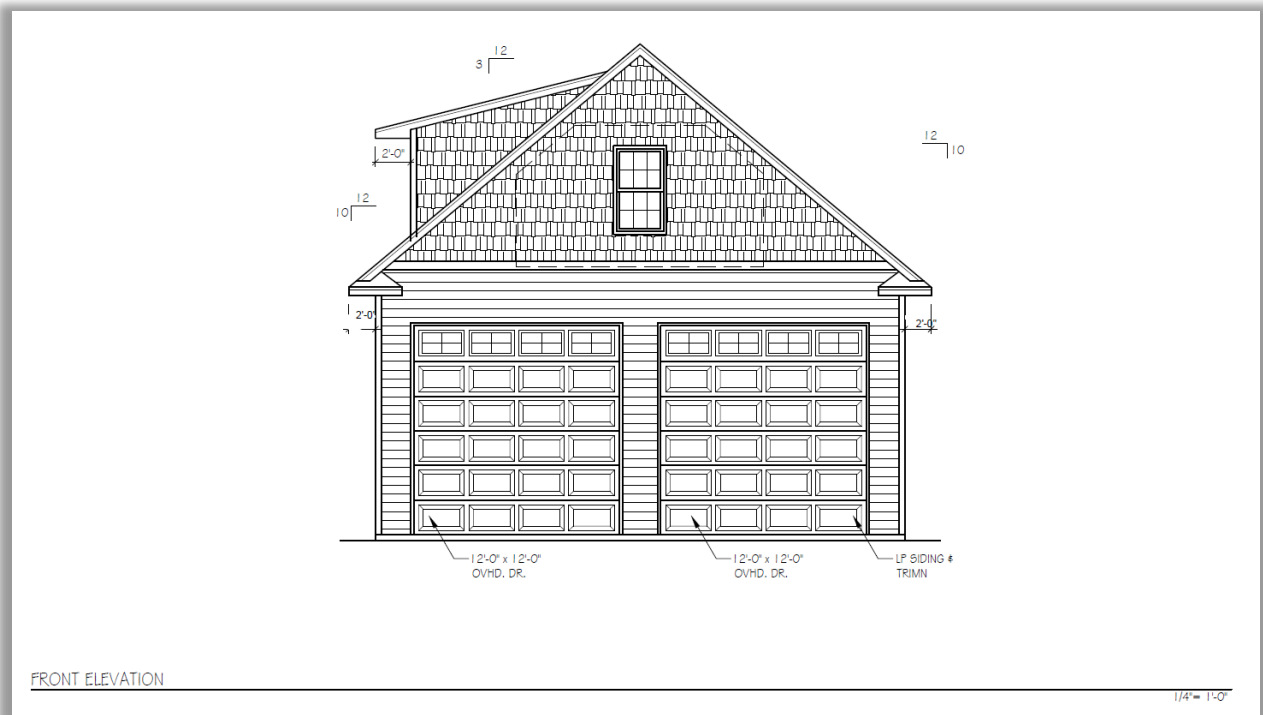 12
3
12
10
2'-0"
12
10
2'-0"
2'-0"
12'-0" x 12'-0"
OVHD. DR.
12'-0" x 12'-0"
OVHD. DR.
LP SIDING &
TRIMN
FRONT ELEVATION
1/4"= 1'-0"